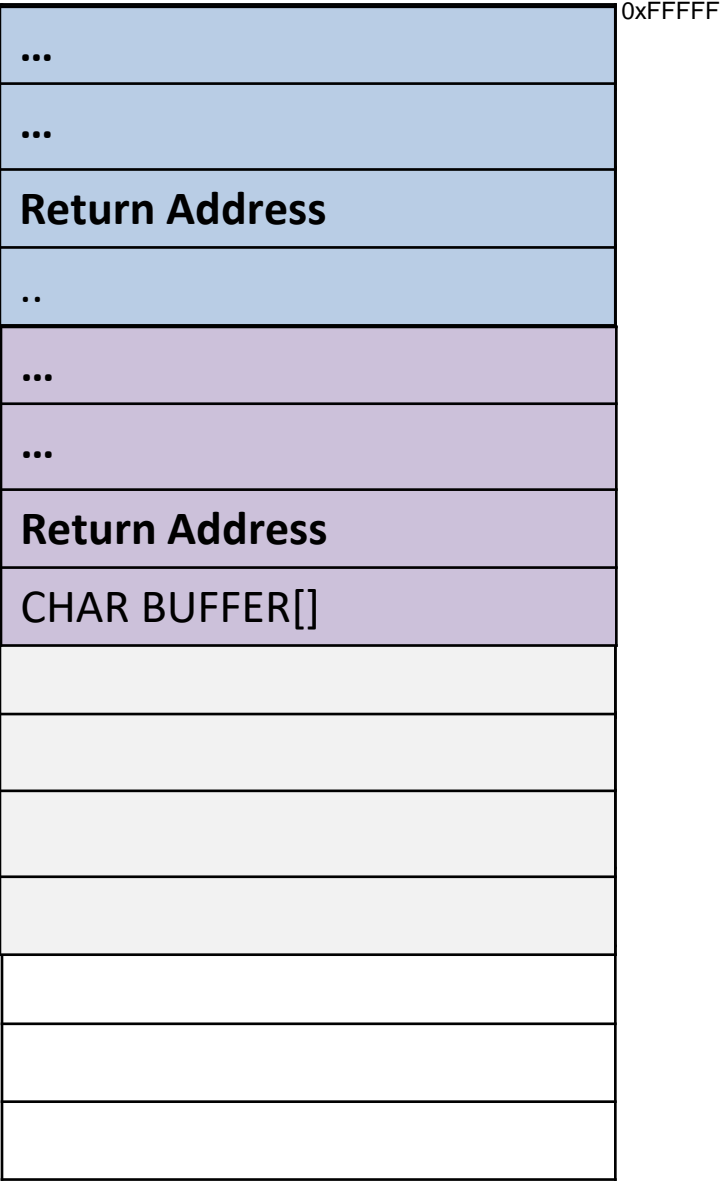 0xFFFFF
...
...
Return Address
..
...
...
Return Address
CHAR BUFFER[]